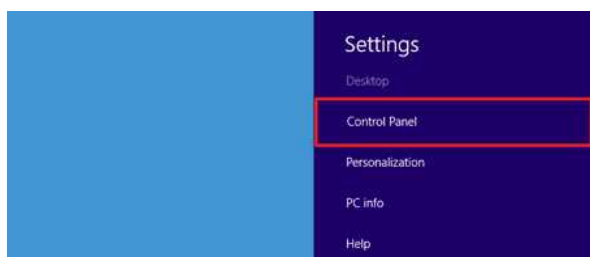 Settings
Desktop
Control Panel
Personalization
PC info
Help